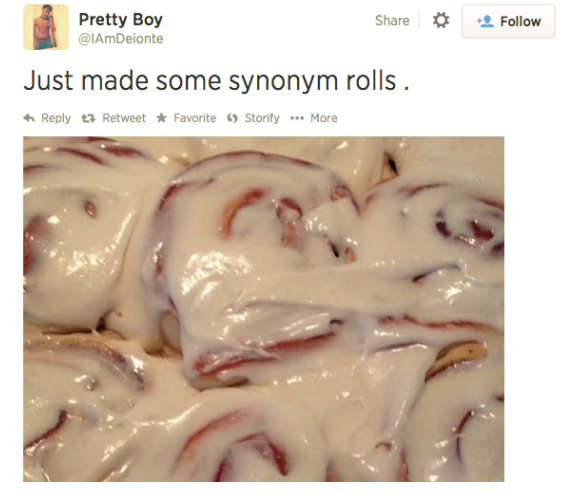 Pretty Boy
@IAmDeionte
Share
Follow
Just made some synonym rolls .
Reply Retweet Favorite Storify More